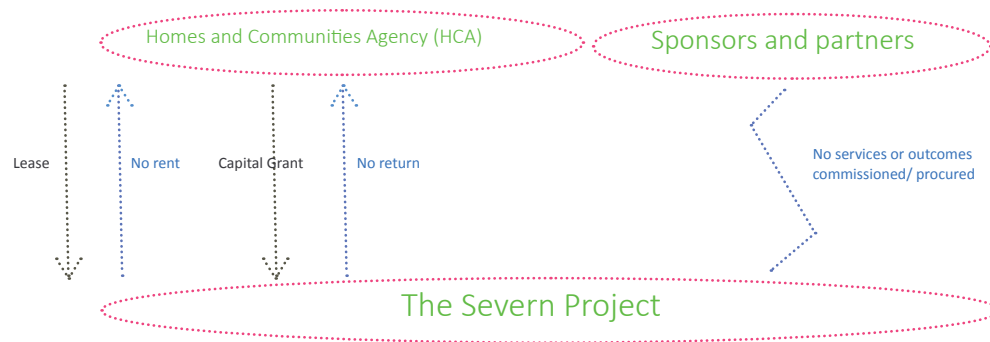 Homes and Communities Agency (HCA)
Sponsors and partners
Lease
No rent
Capital Grant
No return
No services or outcomes
commissioned/ procured
The Severn Project